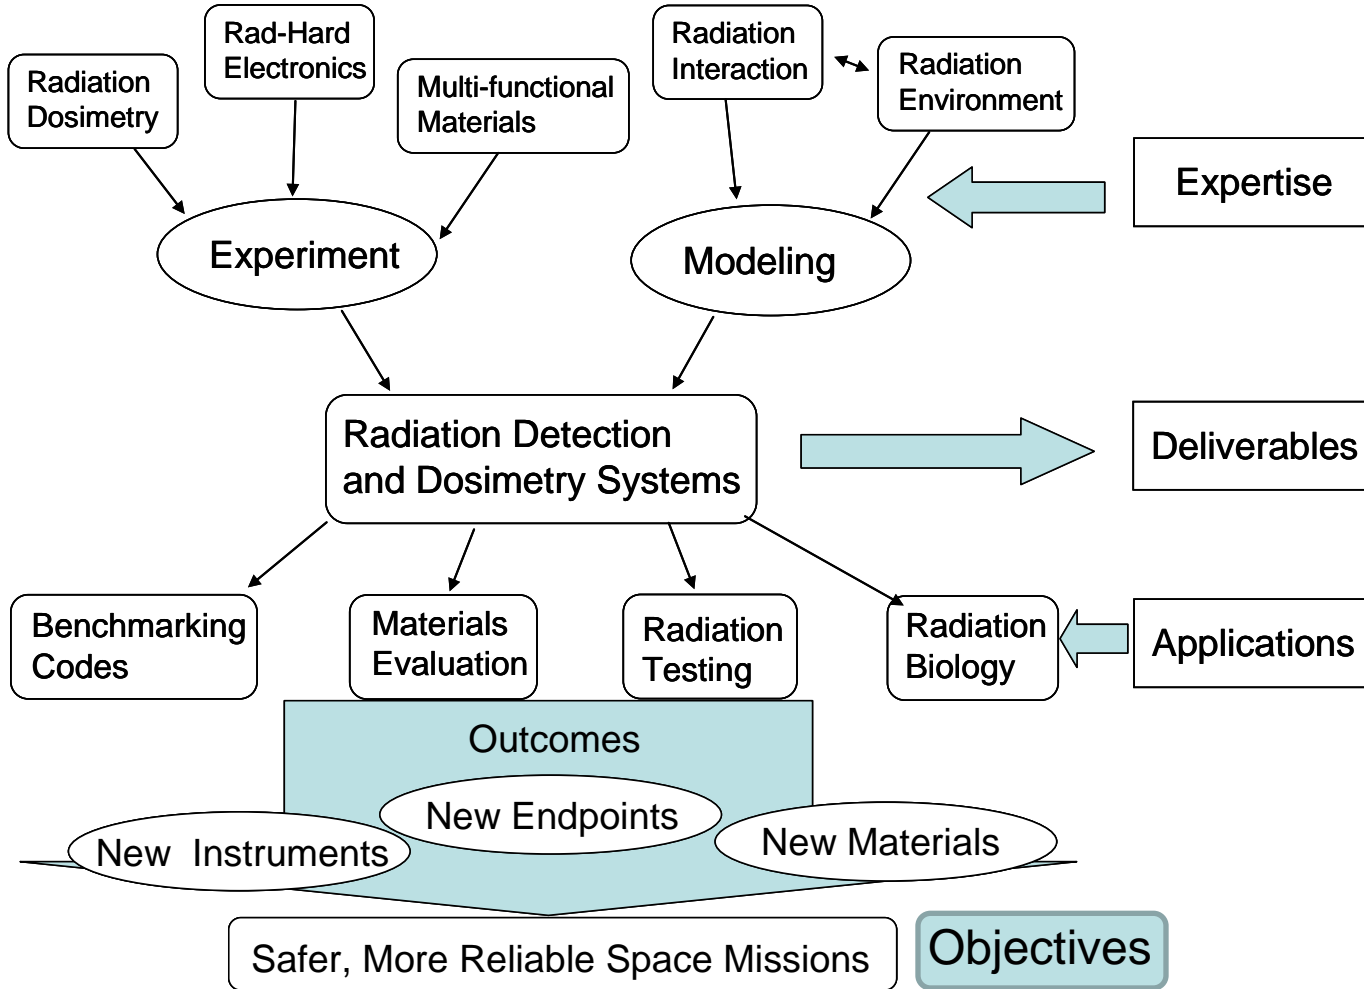 Rad-Hard
Electronics
Radiation
Interaction
Radiation
Dosimetry
Multi-functional
Materials
Radiation
Environment
Expertise
Experiment
Modeling
Radiation Detection
and Dosimetry Systems
Deliverables
Benchmarking
Codes
Materials
Evaluation
Radiation
Testing
Radiation
Biology
Applications
Outcomes
New Endpoints
New  Instruments
New Materials
Safer, More Reliable Space Missions
Objectives